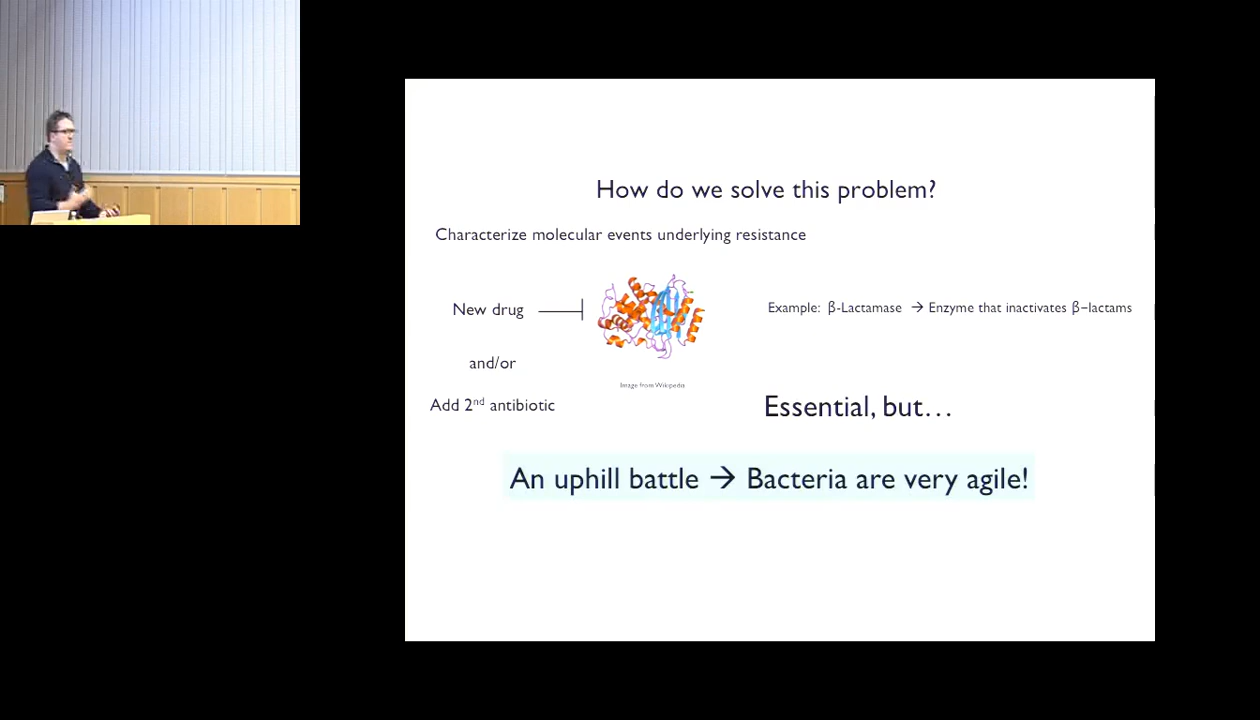 How do we solve this problem?
Characterize molecular events underlying resistance
New drug
Example: β-Lactamase → Enzyme that inactivates β–lactams
and/or
Image from Wikipedia
Add 2nd antibiotic
Essential, but…
An uphill battle → Bacteria are very agile!